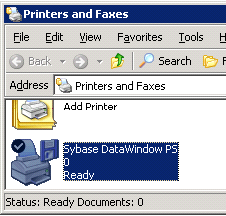 Printers and Faxes
File Edit View Favorites Tools H
Back Search
Address Printers and Faxes
Add Printer
Sybase DataWindow PS
0
Ready
Status: Ready Documents: 0